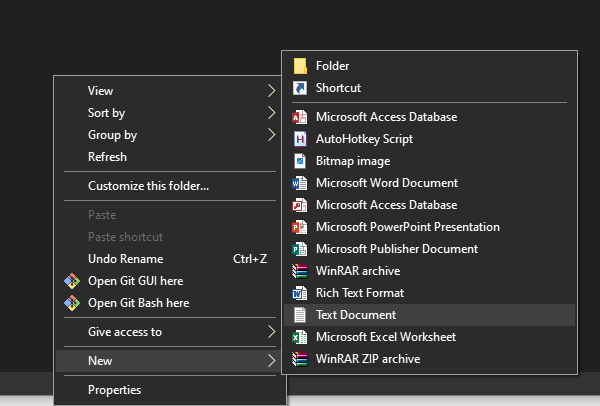 View
Sort by
Group by
Refresh
Customize this folder...
Paste
Paste shortcut
Undo Rename Ctrl+Z
Open Git GUI here
Open Git Bash here
Give access to
New
Properties
Folder
Shortcut
Microsoft Access Database
AutoHotkey Script
Bitmap image
Microsoft Word Document
Microsoft Access Database
Microsoft PowerPoint Presentation
Microsoft Publisher Document
WinRAR archive
Rich Text Format
Text Document
Microsoft Excel Worksheet
WinRAR ZIP archive